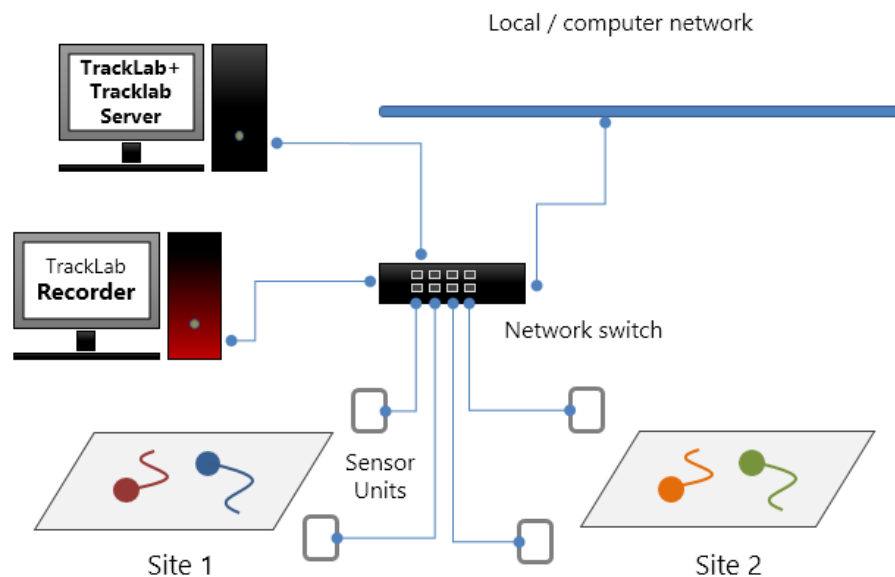 Local / computer network
TrackLab+
Tracklab
Server
TrackLab
Recorder
Network switch
Sensor
Units
Site 1
Site 2